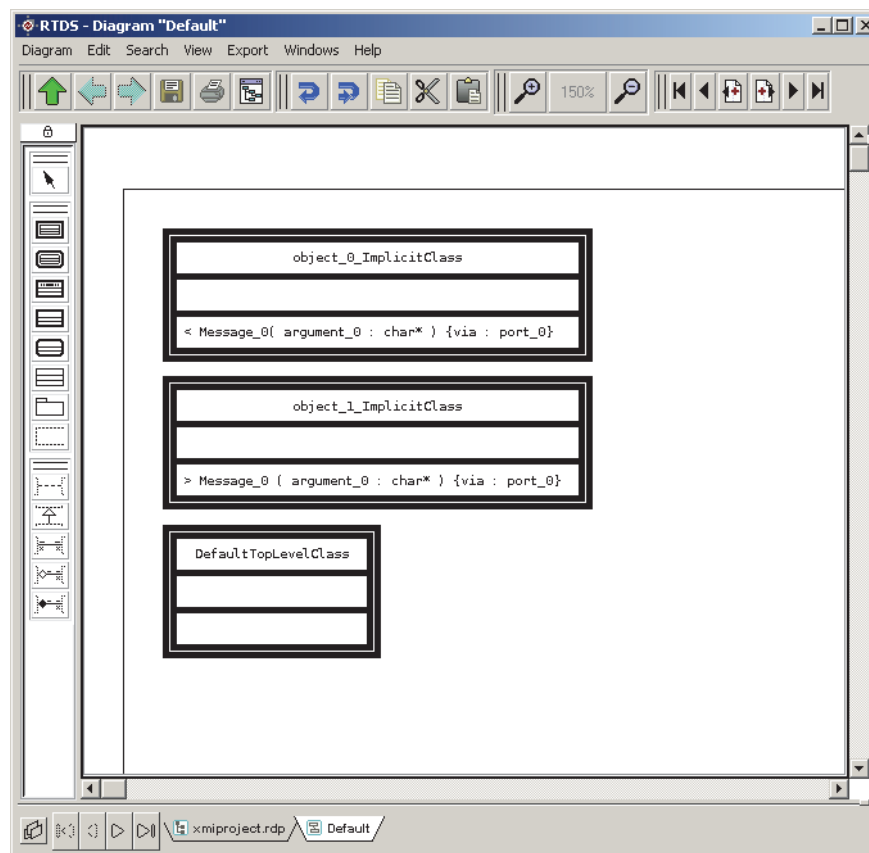 RTDS - Diagram "Default"
Diagram Edit Search View Export Windows Help
150%
object_0_ImplicitClass
< Message_0( argument_0 : char* ) {via : port_0}
object_1_ImplicitClass
> Message_0 ( argument_0 : char* ) {via : port_0}
DefaultTopLevelClass
xmiproject.rdp
Default